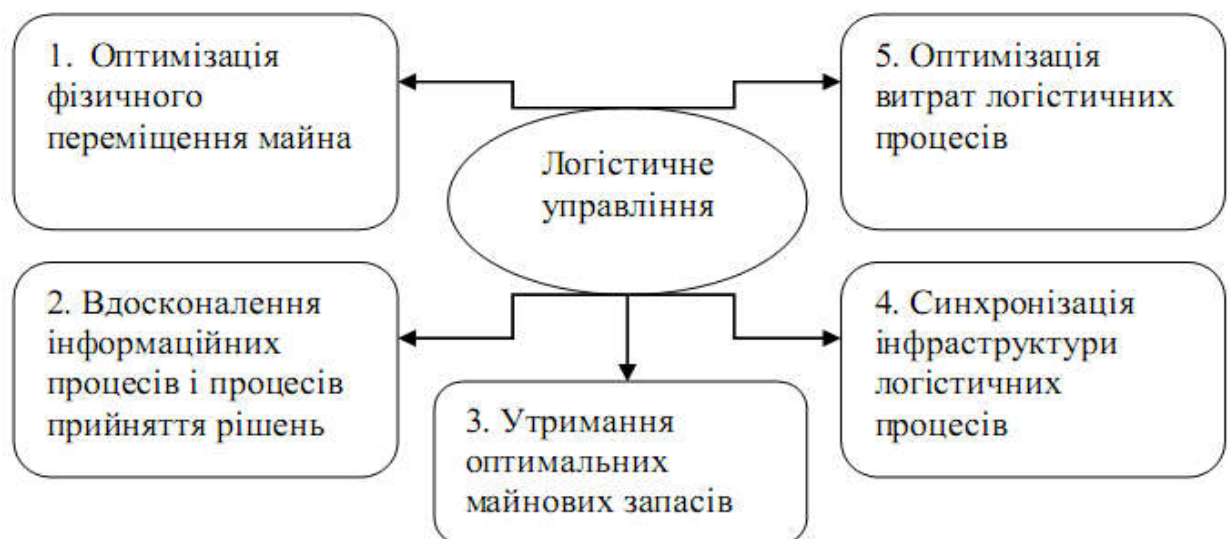 1. Оптимізація
фізичного
переміщення майна
5. Оптимізація
витрат логістичних
процесів
Логістичне
управління
2. Вдосконалення
інформаційних
процесів і процесів
прийняття рішень
4. Синхронізація
інфраструктури
логістичних
процесів
3. Утримання
оптимальних
майнових запасів